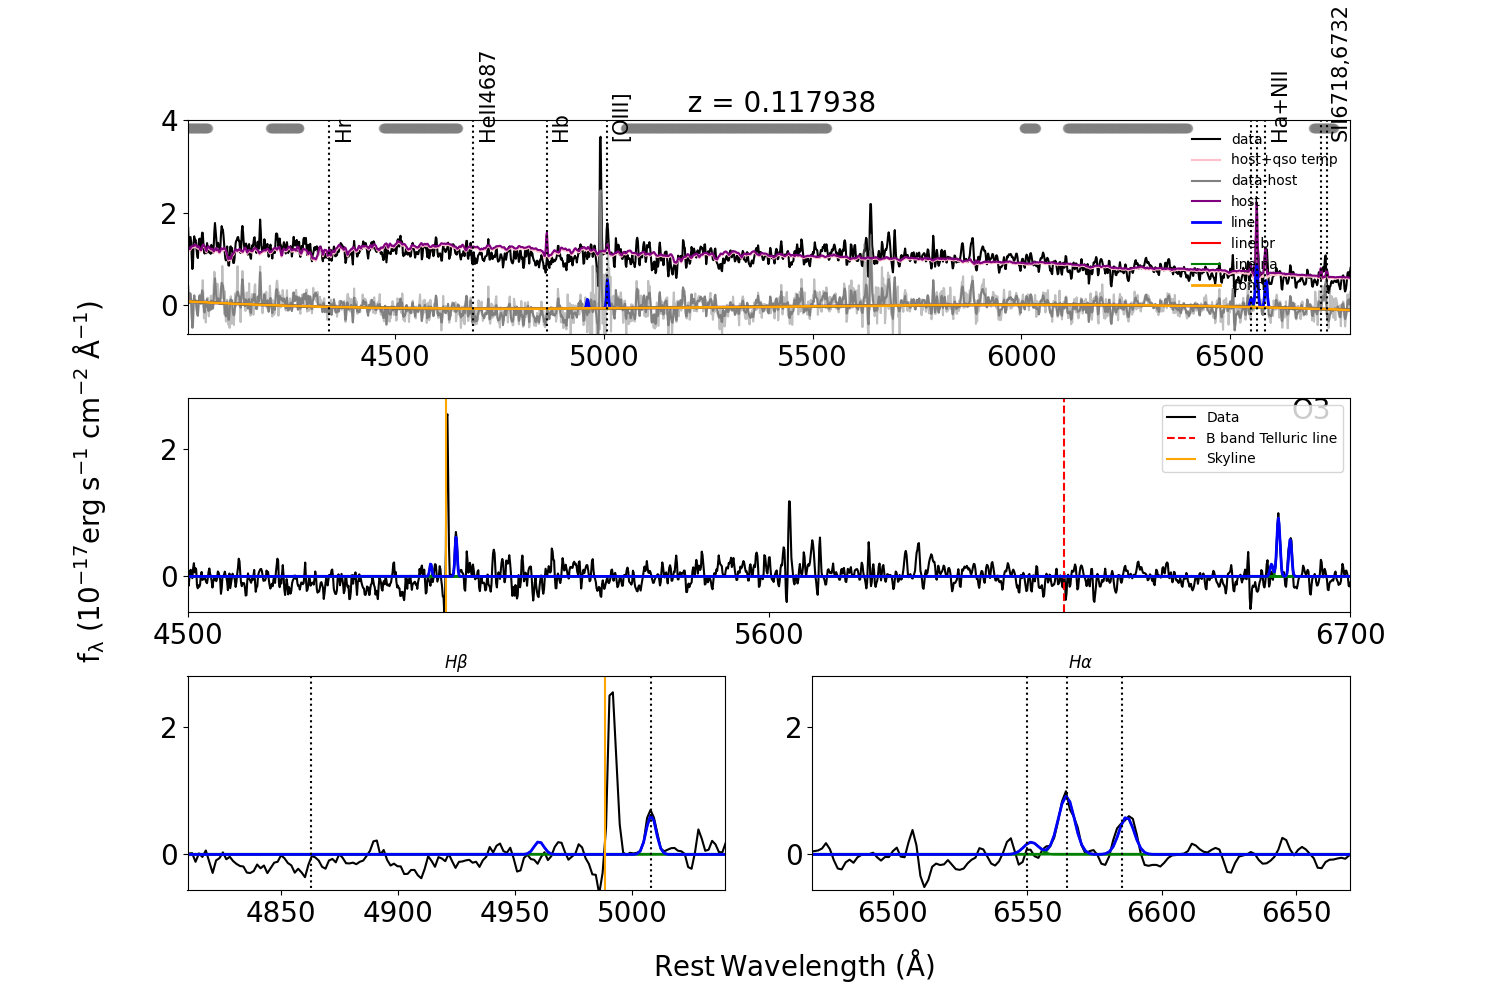 z = 0.117938
Hr
HeII4687
Hb
[OIII]
Ha+NII
SII6718,6732
4
2
0
data
host+qso temp
data-host
host
line
line br
line na
conti
4500
5000
5500
6000
6500
fλ (10⁻¹⁷erg s⁻¹ cm⁻² Å⁻¹)
2
0
O3
Data
B band Telluric line
Skyline
4500
5600
6700
Hβ
2
0
4850
4900
4950
5000
Hα
2
0
6500
6550
6600
6650
Rest Wavelength (Å)